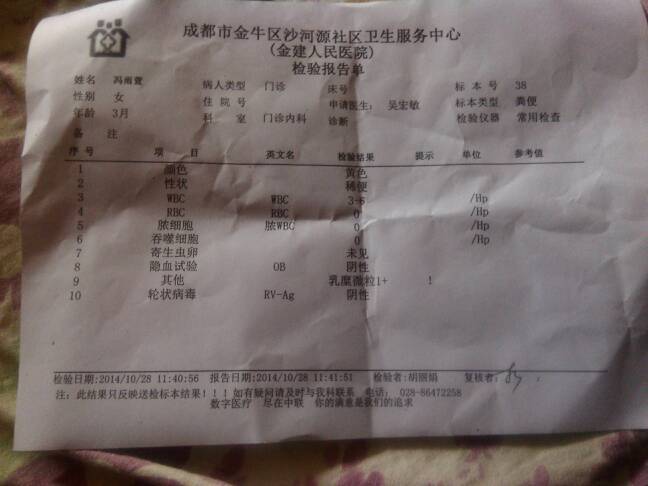 成都市金牛区沙河源社区卫生服务中心
(金建人民医院)
检验报告单
姓名 冯雨萱 病人类型 门诊 床号 标本号 38
性别 女 住院号 申请医生: 吴宏敏 标本类型 粪便
年龄 3月 科室 门诊内科 诊断 检验仪器 常用检查
备注
序号 项目 英文名 检验结果 提示 单位 参考值
1 颜色 黄色
2 性状 稀便
3 WBC WBC 3-6 /Hp
4 RBC RBC 0 /Hp
5 脓细胞 脓WBC 0 /Hp
6 吞噬细胞 0 /Hp
7 寄生虫卵 未见
8 隐血试验 OB 阴性
9 其他 乳糜微粒1+ !
10 轮状病毒 RV-Ag 阴性
检验日期:2014/10/28 11:40:56 报告日期:2014/10/28 11:41:51 检验者:胡丽娟 复核者:
注: 此结果只反映送检标本结果!!!如有疑问请及时与我科联系 电话: 028-86472258
数字医疗 尽在中联 你的满意是我们的追求